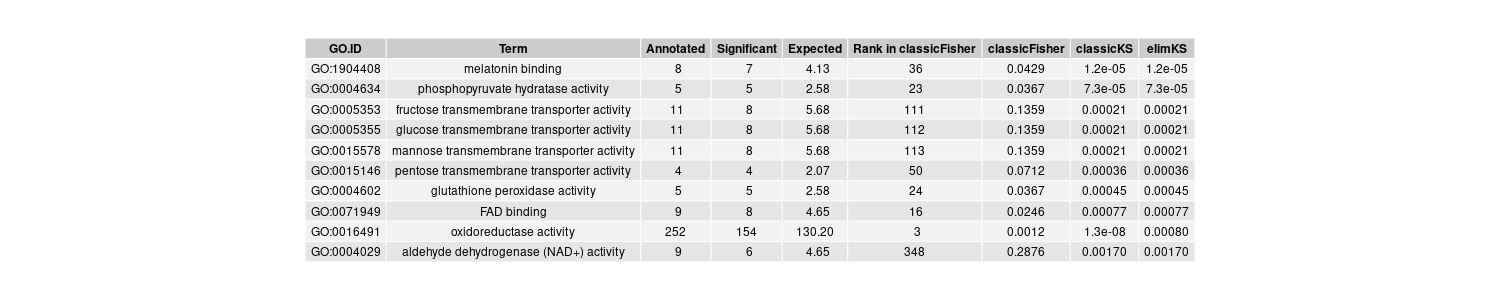 GO.ID Term Annotated Significant Expected Rank in classicFisher classicFisher classicKS elimKS
GO:1904408 melatonin binding 8 7 4.13 36 0.0429 1.2e-05 1.2e-05
GO:0004634 phosphopyruvate hydratase activity 5 5 2.58 23 0.0367 7.3e-05 7.3e-05
GO:0005353 fructose transmembrane transporter activity 11 8 5.68 111 0.1359 0.00021 0.00021
GO:0005355 glucose transmembrane transporter activity 11 8 5.68 112 0.1359 0.00021 0.00021
GO:0015578 mannose transmembrane transporter activity 11 8 5.68 113 0.1359 0.00021 0.00021
GO:0015146 pentose transmembrane transporter activity 4 4 2.07 50 0.0712 0.00036 0.00036
GO:0004602 glutathione peroxidase activity 5 5 2.58 24 0.0367 0.00045 0.00045
GO:0071949 FAD binding 9 8 4.65 16 0.0246 0.00077 0.00077
GO:0016491 oxidoreductase activity 252 154 130.20 3 0.0012 1.3e-08 0.00080
GO:0004029 aldehyde dehydrogenase (NAD+) activity 9 6 4.65 348 0.2876 0.00170 0.00170